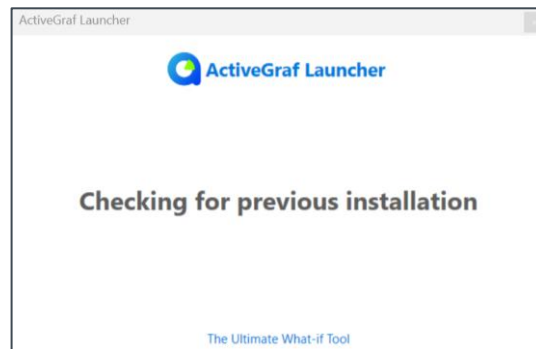 ActiveGraf Launcher
ActiveGraf Launcher
Checking for previous installation
The Ultimate What-if Tool